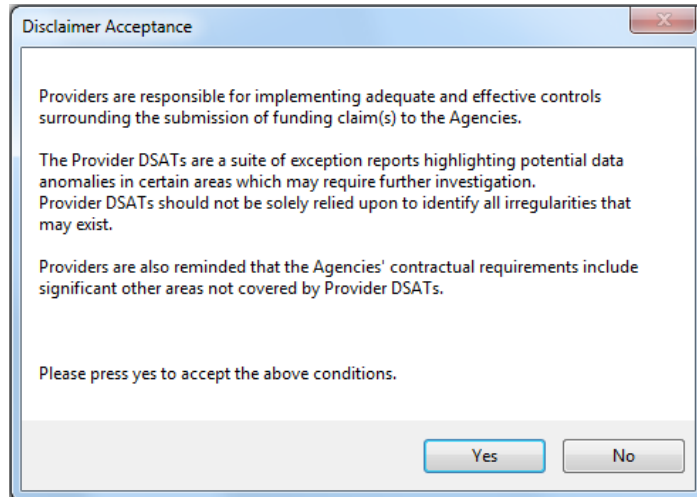 Disclaimer Acceptance
Providers are responsible for implementing adequate and effective controls
surrounding the submission of funding claim(s) to the Agencies.
The Provider DSATs are a suite of exception reports highlighting potential data
anomalies in certain areas which may require further investigation.
Provider DSATs should not be solely relied upon to identify all irregularities that
may exist.
Providers are also reminded that the Agencies' contractual requirements include
significant other areas not covered by Provider DSATs.
Please press yes to accept the above conditions.
Yes
No